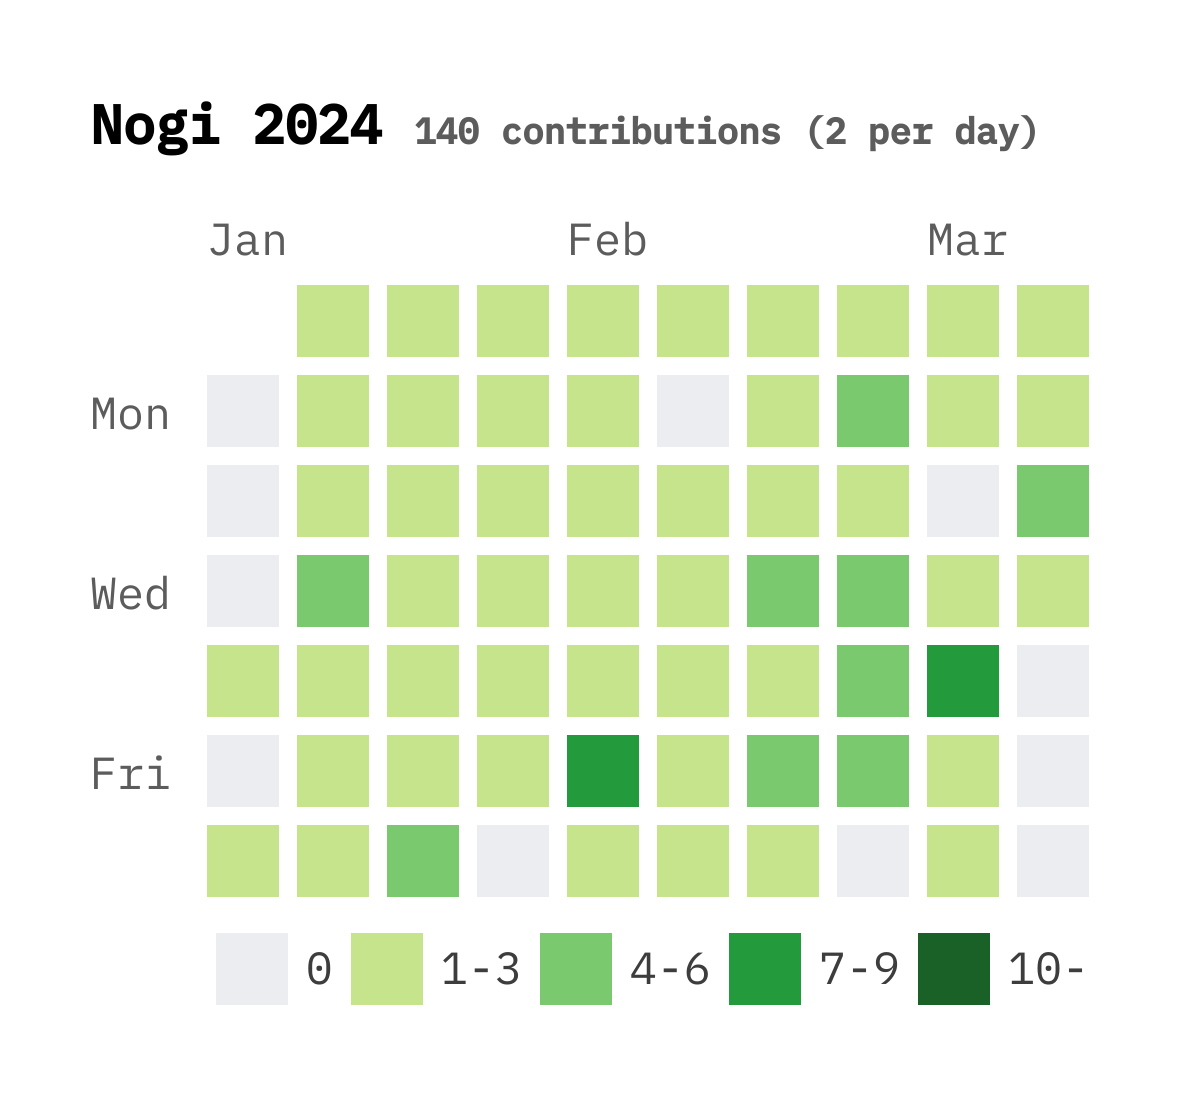 Nogi 2024 140 contributions (2 per day)
Jan Feb Mar
Mon
Wed
Fri
0 1-3 4-6 7-9 10-